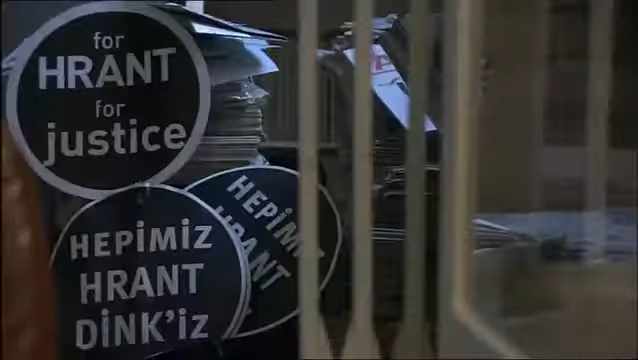 for
HRANT
for
justice
HEPİMİZ
HRANT
DİNK'iz
HEPİM
HRANT